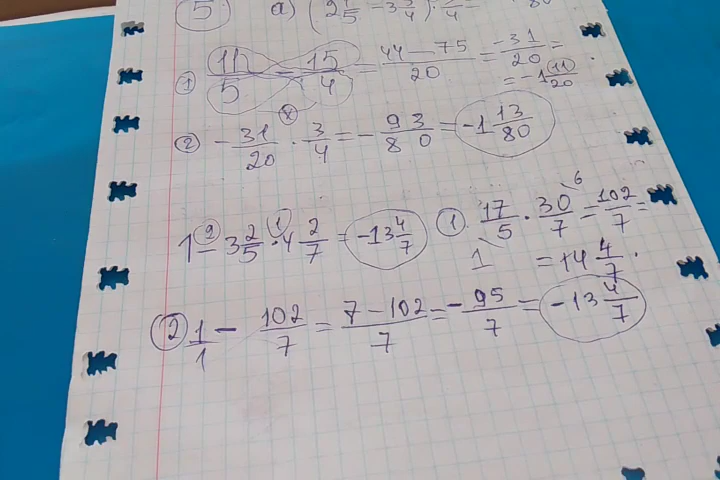 5 а) (2 1/5 − 3 3/4) · 3/4 =
① 11/5 − 15/4 = (44 − 75)/20 = −31/20 =
= −1 11/20
② −31/20 · 3/4 = −93/80 = −1 13/80
1 − 3 2/5 · 4 2/7 = −13 4/7 ① 17/5 · 30/7 = 102/7 =
= 14 4/7.
② 1/1 − 102/7 = (7 − 102)/7 = −95/7 = −13 4/7